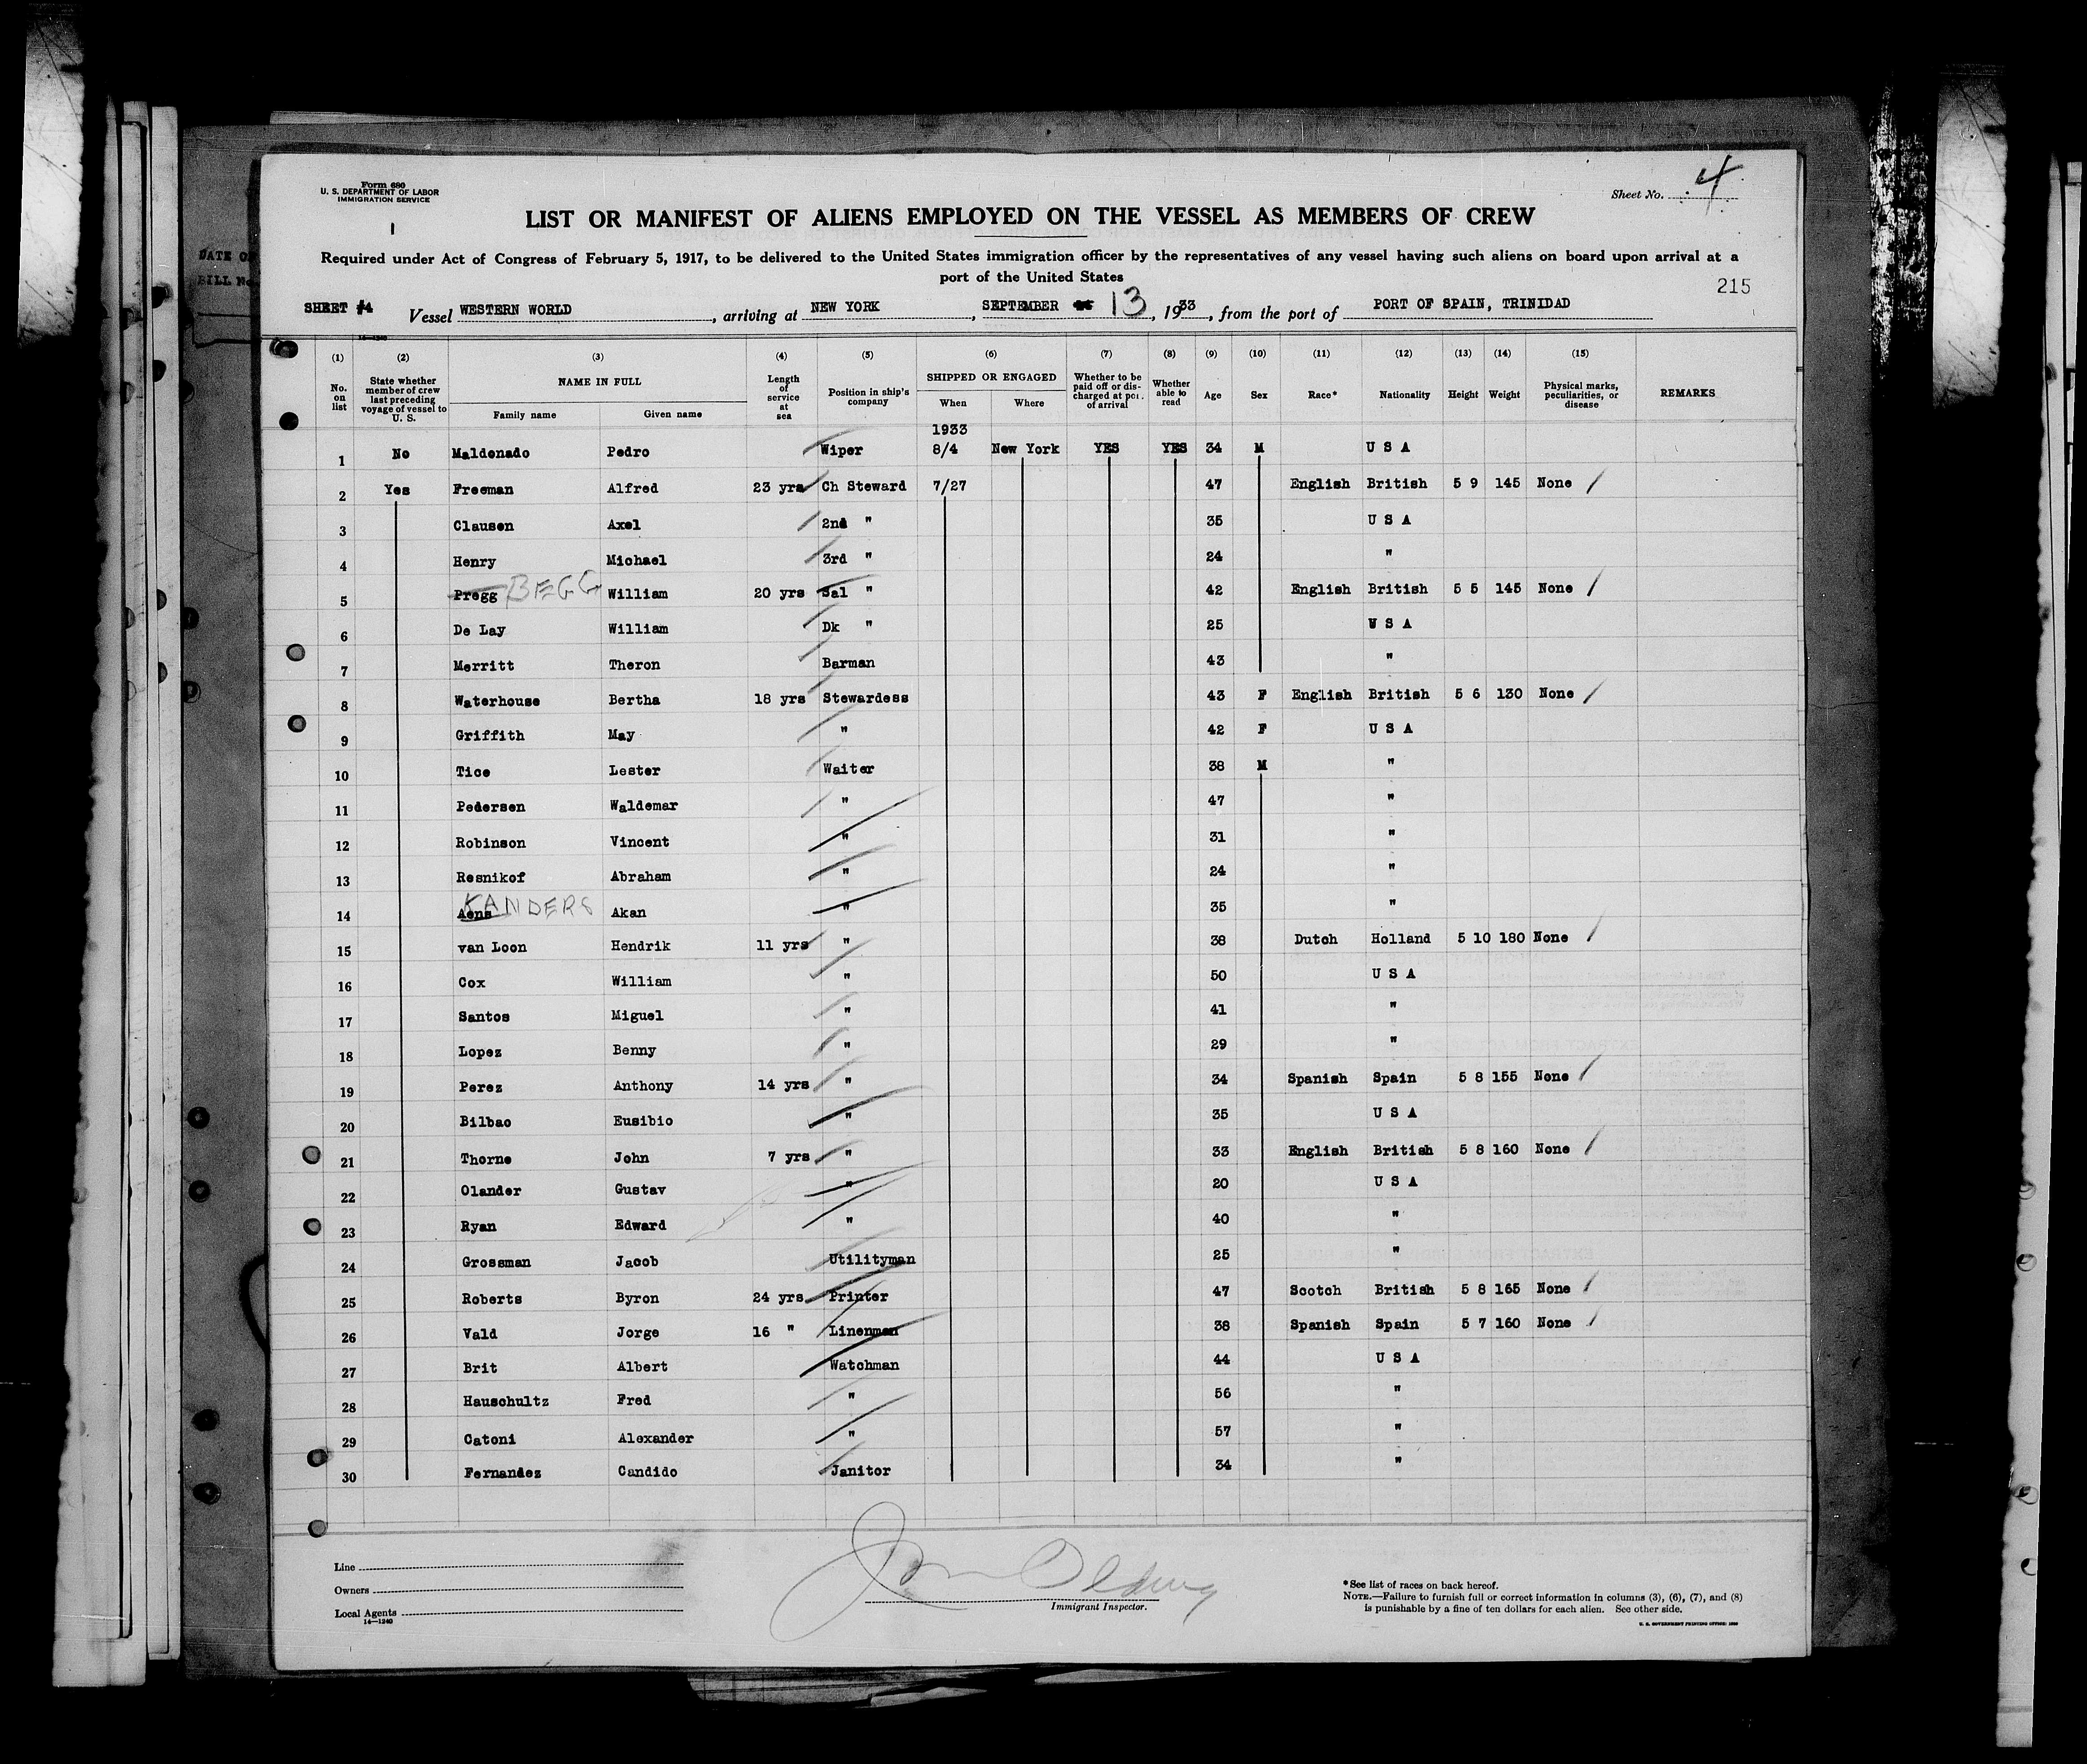 Form 680
U. S. DEPARTMENT OF LABOR
IMMIGRATION SERVICE
Sheet No. 4
LIST OR MANIFEST OF ALIENS EMPLOYED ON THE VESSEL AS MEMBERS OF CREW
Required under Act of Congress of February 5, 1917, to be delivered to the United States immigration officer by the representatives of any vessel having such aliens on board upon arrival at a
port of the United States
215
DATE OF
BILL No
SHEET #4 Vessel WESTERN WORLD, arriving at NEW YORK, SEPTEMBER 13, 1933, from the port of PORT OF SPAIN, TRINIDAD
14—1240
(1) (2) (3) (4) (5) (6) (7) (8) (9) (10) (11) (12) (13) (14) (15)
No. on list State whether member of crew last preceding voyage of vessel to U. S. NAME IN FULL Length of service at sea Position in ship's company SHIPPED OR ENGAGED Whether to be paid off or discharged at port of arrival Whether able to read Age Sex Race* Nationality Height Weight Physical marks, peculiarities, or disease REMARKS
Family name Given name When Where
1933
1 No Maldonado Pedro Wiper 8/4 New York YES YES 34 M U S A
2 Yes Freeman Alfred 23 yrs Ch Steward 7/27 47 English British 5 9 145 None
3 Clausen Axel 2nd " 35 U S A
4 Henry Michael 3rd " 24 "
5 Pregg BEGG William 20 yrs Sal " 42 English British 5 5 145 None
6 De Lay William Dk " 25 U S A
7 Merritt Theron Barman 43 "
8 Waterhouse Bertha 18 yrs Stewardess 43 F English British 5 6 130 None
9 Griffith May " 42 F U S A
10 Tice Lester Waiter 38 M "
11 Pedersen Waldemar " 47 "
12 Robinson Vincent " 31 "
13 Resnikof Abraham " 24 "
14 Aens KANDERS Akan " 35 "
15 van Loon Hendrik 11 yrs " 38 Dutch Holland 5 10 180 None
16 Cox William " 50 U S A
17 Santos Miguel " 41 "
18 Lopez Benny " 29 "
19 Perez Anthony 14 yrs " 34 Spanish Spain 5 8 155 None
20 Bilbao Eusibio " 35 U S A
21 Thorne John 7 yrs " 33 English British 5 8 160 None
22 Olander Gustav " 20 U S A
23 Ryan Edward " 40 "
24 Grossman Jacob Utilityman 25 "
25 Roberts Byron 24 yrs Printer 47 Scotch British 5 8 165 None
26 Vald Jorge 16 " Linenman 38 Spanish Spain 5 7 160 None
27 Brit Albert Watchman 44 U S A
28 Hauschultz Fred " 56 "
29 Catoni Alexander " 57 "
30 Fernandez Candido Janitor 34 "
Line
Owners
Local Agents
14—1240
Immigrant Inspector.
*See list of races on back hereof.
NOTE.—Failure to furnish full or correct information in columns (3), (6), (7), and (8)
is punishable by a fine of ten dollars for each alien. See other side.